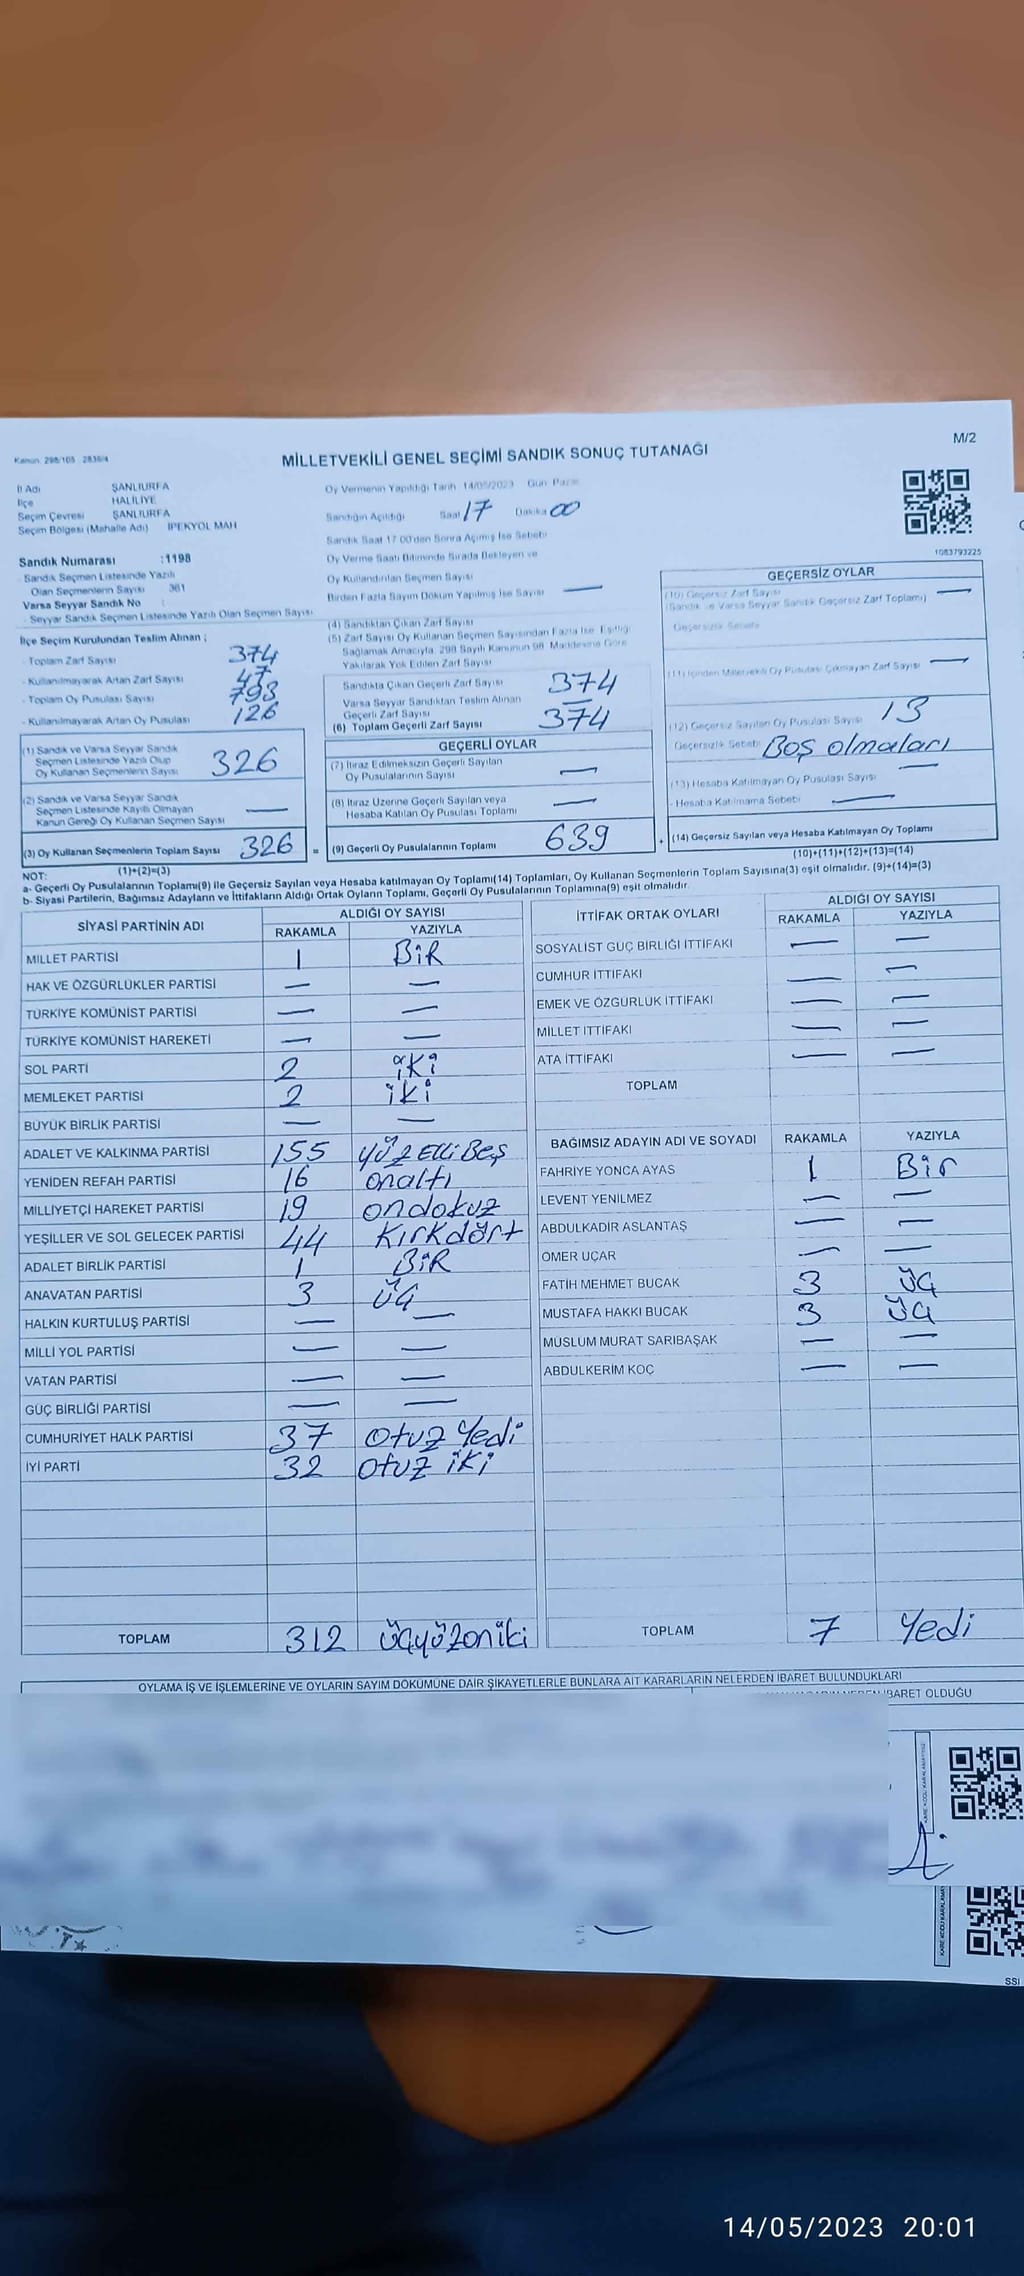 M/2
Kanun: 298/105 2839/4
MİLLETVEKİLİ GENEL SEÇİMİ SANDIK SONUÇ TUTANAĞI
İl Adı ŞANLIURFA
İlçe HALİLİYE
Seçim Çevresi ŞANLIURFA
Seçim Bölgesi (Mahalle Adı) İPEKYOL MAH
Sandık Numarası :1198
- Sandık Seçmen Listesinde Yazılı
Olan Seçmenlerin Sayısı 361
Varsa Seyyar Sandık No :
- Seyyar Sandık Seçmen Listesinde Yazılı Olan Seçmen Sayısı
İlçe Seçim Kurulundan Teslim Alınan ;
- Toplam Zarf Sayısı 374
- Kullanılmayarak Artan Zarf Sayısı 47
- Toplam Oy Pusulası Sayısı 793
- Kullanılmayarak Artan Oy Pusulası 126
(1) Sandık ve Varsa Seyyar Sandık
Seçmen Listesinde Yazılı Olup
Oy Kullanan Seçmenlerin Sayısı 326
(2) Sandık ve Varsa Seyyar Sandık
Seçmen Listesinde Kayıtlı Olmayan
Kanun Gereği Oy Kullanan Seçmen Sayısı —
(3) Oy Kullanan Seçmenlerin Toplam Sayısı 326
(1)+(2)=(3)
Oy Vermenin Yapıldığı Tarih 14/05/2023 Gün Pazar
Sandığın Açıldığı Saat 17 Dakika 00
Sandık Saat 17.00'den Sonra Açılmış İse Sebebi
Oy Verme Saati Bitiminde Sırada Bekleyen ve
Oy Kullandırılan Seçmen Sayısı
Birden Fazla Sayım Döküm Yapılmış İse Sayısı —
(4) Sandıktan Çıkan Zarf Sayısı
(5) Zarf Sayısı Oy Kullanan Seçmen Sayısından Fazla İse, Eşitliği
Sağlamak Amacıyla, 298 Sayılı Kanunun 98. Maddesine Göre
Yakılarak Yok Edilen Zarf Sayısı
Sandıkta Çıkan Geçerli Zarf Sayısı 374
Varsa Seyyar Sandıktan Teslim Alınan
Geçerli Zarf Sayısı —
(6) Toplam Geçerli Zarf Sayısı 374
GEÇERLİ OYLAR
(7) İtiraz Edilmeksizin Geçerli Sayılan
Oy Pusulalarının Sayısı —
(8) İtiraz Üzerine Geçerli Sayılan veya
Hesaba Katılan Oy Pusulası Toplamı —
= (9) Geçerli Oy Pusulalarının Toplamı 639
1083793225
GEÇERSİZ OYLAR
(10) Geçersiz Zarf Sayısı
(Sandık ve Varsa Seyyar Sandık Geçersiz Zarf Toplamı) —
Geçersizlik Sebebi
(11) İçinden Milletvekili Oy Pusulası Çıkmayan Zarf Sayısı —
(12) Geçersiz Sayılan Oy Pusulası Sayısı 13
Geçersizlik Sebebi Boş olmaları
(13) Hesaba Katılmayan Oy Pusulası Sayısı —
- Hesaba Katılmama Sebebi —
+ (14) Geçersiz Sayılan veya Hesaba Katılmayan Oy Toplamı
(10)+(11)+(12)+(13)=(14)
NOT:
a- Geçerli Oy Pusulalarının Toplamı(9) ile Geçersiz Sayılan veya Hesaba katılmayan Oy Toplamı(14) Toplamları, Oy Kullanan Seçmenlerin Toplam Sayısına(3) eşit olmalıdır. (9)+(14)=(3)
b- Siyasi Partilerin, Bağımsız Adayların ve İttifakların Aldığı Ortak Oyların Toplamı, Geçerli Oy Pusulalarının Toplamına(9) eşit olmalıdır
SİYASİ PARTİNİN ADI ALDIĞI OY SAYISI
RAKAMLA YAZIYLA
MİLLET PARTİSİ 1 BİR
HAK VE ÖZGÜRLÜKLER PARTİSİ — —
TÜRKİYE KOMÜNİST PARTİSİ — —
TÜRKİYE KOMÜNİST HAREKETİ — —
SOL PARTİ 2 iki
MEMLEKET PARTİSİ 2 iki
BÜYÜK BİRLİK PARTİSİ — —
ADALET VE KALKINMA PARTİSİ 155 YÜZ Elli Beş
YENİDEN REFAH PARTİSİ 16 onaltı
MİLLİYETÇİ HAREKET PARTİSİ 19 ondokuz
YEŞİLLER VE SOL GELECEK PARTİSİ 44 Kırkdört
ADALET BİRLİK PARTİSİ 1 BİR
ANAVATAN PARTİSİ 3 üç
HALKIN KURTULUŞ PARTİSİ — —
MİLLİ YOL PARTİSİ — —
VATAN PARTİSİ — —
GÜÇ BİRLİĞİ PARTİSİ — —
CUMHURİYET HALK PARTİSİ 37 otuz Yedi
İYİ PARTİ 32 otuz iki
TOPLAM 312 üçyüzoniki
İTTİFAK ORTAK OYLARI ALDIĞI OY SAYISI
RAKAMLA YAZIYLA
SOSYALİST GÜÇ BİRLİĞİ İTTİFAKI — —
CUMHUR İTTİFAKI — —
EMEK VE ÖZGÜRLÜK İTTİFAKI — —
MİLLET İTTİFAKI — —
ATA İTTİFAKI — —
TOPLAM
BAĞIMSIZ ADAYIN ADI VE SOYADI RAKAMLA YAZIYLA
FAHRİYE YONCA AYAS 1 Bir
LEVENT YENİLMEZ — —
ABDULKADİR ASLANTAŞ — —
ÖMER UÇAR — —
FATİH MEHMET BUCAK 3 üç
MUSTAFA HAKKI BUCAK 3 üç
MÜSLÜM MURAT SARIBAŞAK — —
ABDULKERİM KOÇ — —
TOPLAM 7 Yedi
OYLAMA İŞ VE İŞLEMLERİNE VE OYLARIN SAYIM DÖKÜMÜNE DAİR ŞİKAYETLERLE BUNLARA AİT KARARLARIN NELERDEN İBARET BULUNDUKLARI
İBARET OLDUĞU
SSİ
14/05/2023 20:01